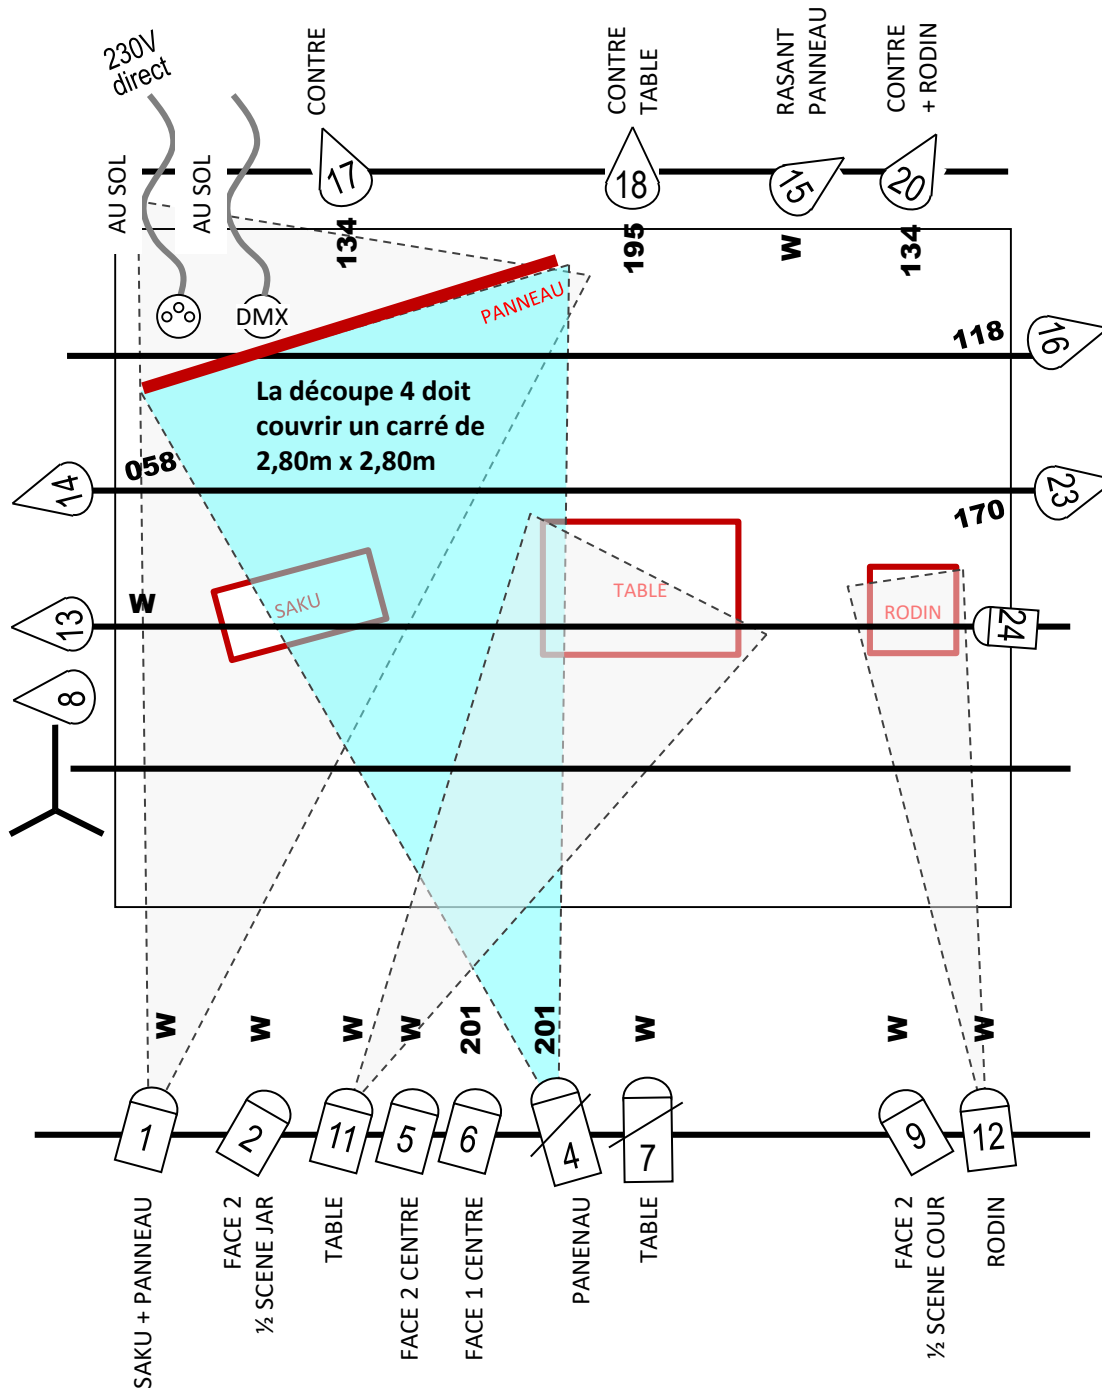 230V
direct
CONTRE
CONTRE
TABLE
RASANT
PANNEAU
CONTRE
+ RODIN
AU SOL
AU SOL
17
18
15
20
134
195
W
134
DMX
PANNEAU
118
16
La découpe 4 doit
couvrir un carré de
2,80m x 2,80m
058
14
23
170
SAKU
TABLE
RODIN
W
13
24
8
W
W
W
W
201
201
W
W
W
1
2
11
5
6
4
7
9
12
SAKU + PANNEAU
FACE 2
½ SCENE JAR
TABLE
FACE 2 CENTRE
FACE 1 CENTRE
PANENAU
TABLE
FACE 2
½ SCENE COUR
RODIN